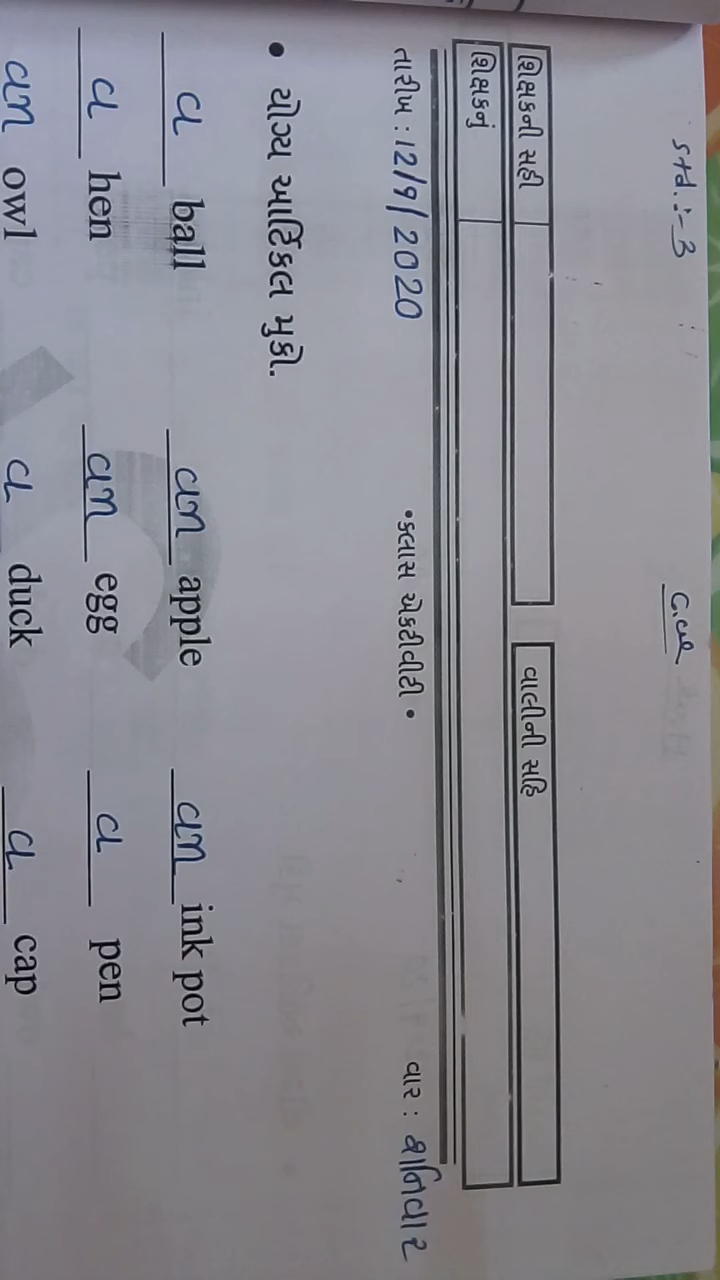 std. :- 3
શિક્ષકની સહી વાલીની સહિ
શિક્ષકનું
તારીખ : 12/9/2020 •ક્લાસ એક્ટીવીટી • વાર : શનિવાર
• યોગ્ય આર્ટિકલ મુકો.
a ball an apple an ink pot
a hen an egg a pen
an owl a duck a cap